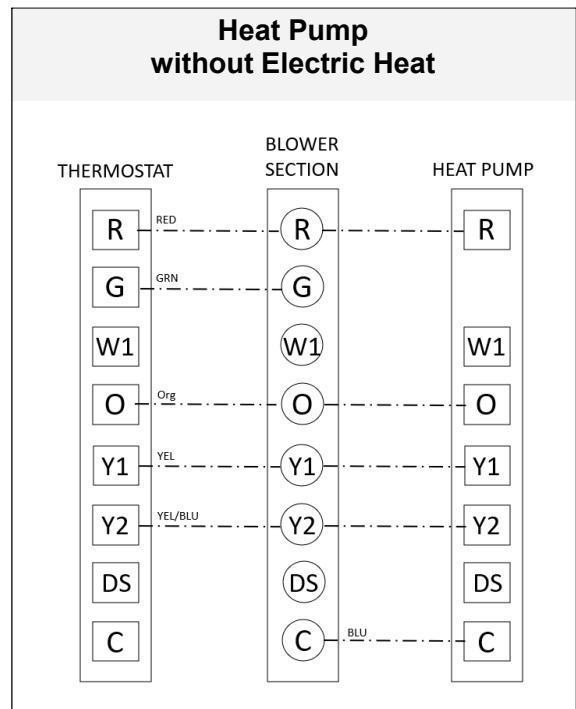 Heat Pump
without Electric Heat
THERMOSTAT
BLOWER
SECTION
HEAT PUMP
R RED R R
G GRN G
W1 W1 W1
O Org O O
Y1 YEL Y1 Y1
Y2 YEL/BLU Y2 Y2
DS DS DS
C C BLU C